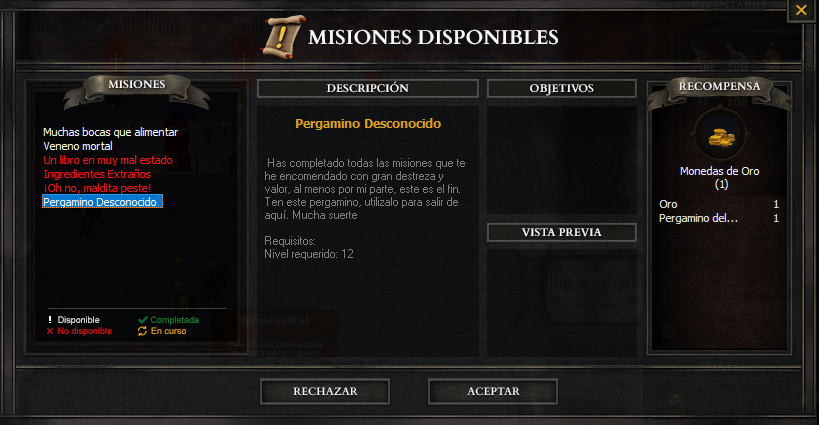 MISIONES DISPONIBLES
INVENTARIO
MISIONES
DESCRIPCIÓN
OBJETIVOS
RECOMPENSA
Muchas bocas que alimentar
Veneno mortal
Un libro en muy mal estado
Ingredientes Extraños
¡Oh no, maldita peste!
Pergamino Desconocido
! Disponible
Completada
No disponible
En curso
Pergamino Desconocido
Has completado todas las misiones que te
he encomendado con gran destreza y
valor, al menos por mi parte, este es el fin.
Ten este pergamino, utilizalo para salir de
aquí. Mucha suerte
Requisitos:
Nivel requerido: 12
VISTA PREVIA
Monedas de Oro
(1)
Oro 1
Pergamino del... 1
RECHAZAR
ACEPTAR